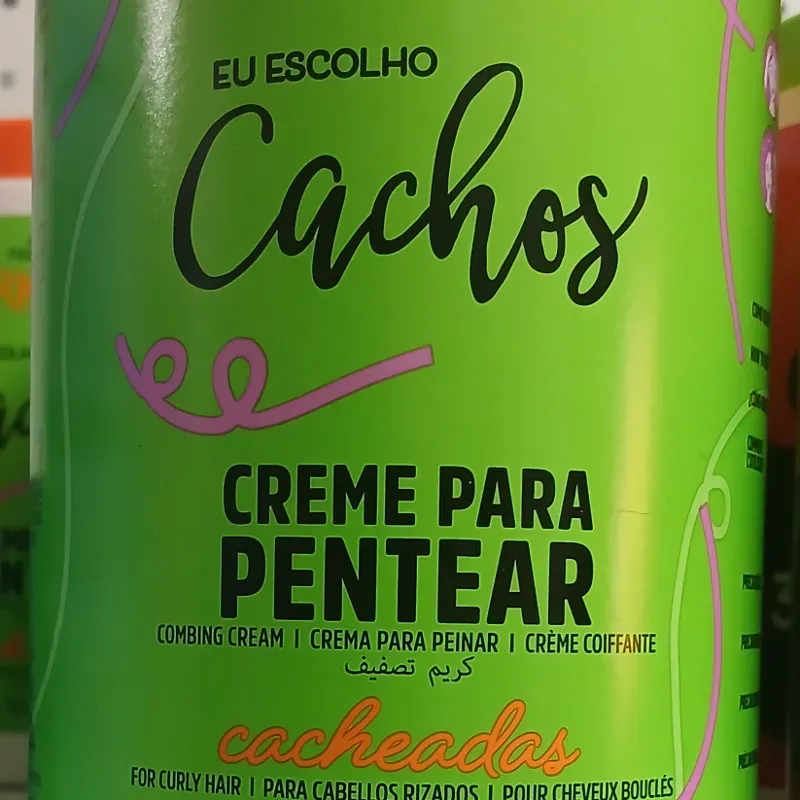 EU ESCOLHO
Cachos
CREME PARA
PENTEAR
COMBING CREAM | CREMA PARA PEINAR | CRÈME COIFFANTE
كريم تصفيف
cacheadas
FOR CURLY HAIR | PARA CABELLOS RIZADOS | POUR CHEVEUX BOUCLÉS